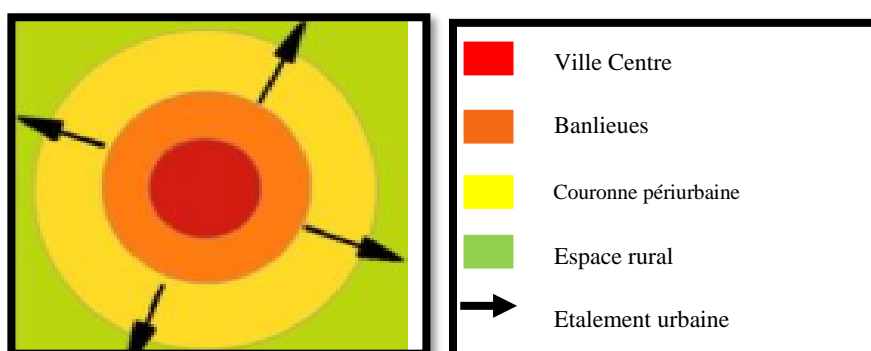 Ville Centre
Banlieues
Couronne périurbaine
Espace rural
Etalement urbaine